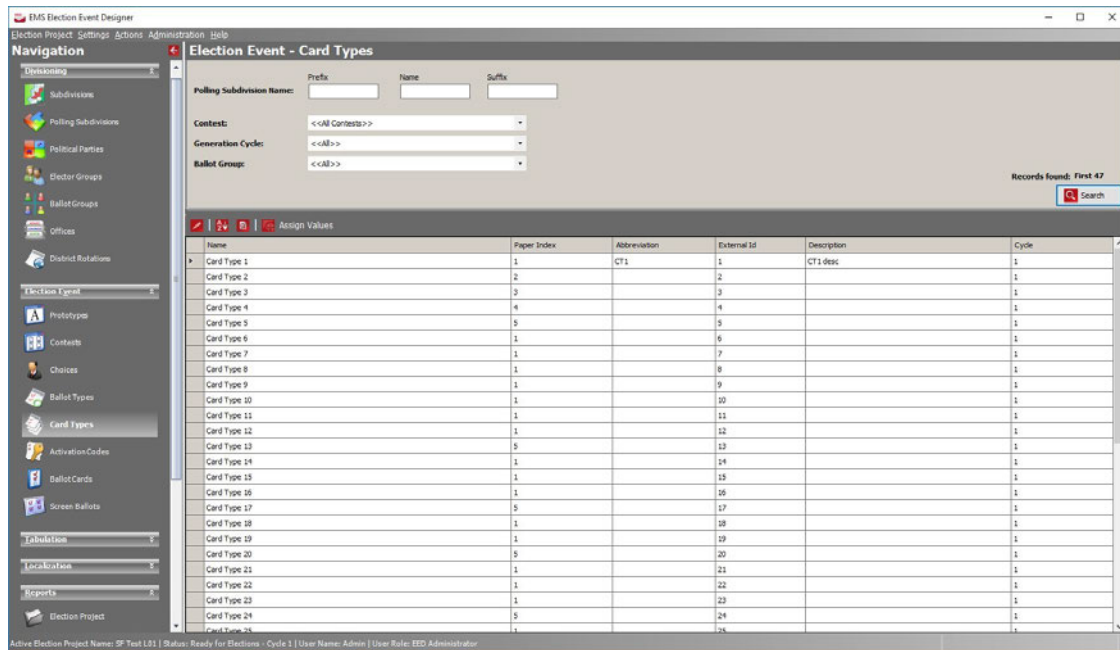 EMS Election Event Designer
Election Project Settings Actions Administration Help
Navigation
Election Event - Card Types
Divisioning
Subdivisions
Polling Subdivisions
Political Parties
Elector Groups
Ballot Groups
Offices
District Rotations
Election Event
Prototypes
Contests
Choices
Ballot Types
Card Types
Activation Codes
Ballot Cards
Screen Ballots
Tabulation
Localization
Reports
Election Project
Prefix Name Suffix
Polling Subdivision Name:
Contest: <<All Contests>>
Generation Cycle: <<All>>
Ballot Group: <<All>>
Records found: First 47
Search
Assign Values
Name Paper Index Abbreviation External Id Description Cycle
Card Type 1 1 CT1 1 CT1 desc 1
Card Type 2 2 2 1
Card Type 3 3 3 1
Card Type 4 4 4 1
Card Type 5 5 5 1
Card Type 6 1 6 1
Card Type 7 1 7 1
Card Type 8 1 8 1
Card Type 9 1 9 1
Card Type 10 1 10 1
Card Type 11 1 11 1
Card Type 12 1 12 1
Card Type 13 5 13 1
Card Type 14 1 14 1
Card Type 15 1 15 1
Card Type 16 1 16 1
Card Type 17 5 17 1
Card Type 18 1 18 1
Card Type 19 1 19 1
Card Type 20 5 20 1
Card Type 21 1 21 1
Card Type 22 1 22 1
Card Type 23 1 23 1
Card Type 24 5 24 1
Card Type 25 1 25 1
Active Election Project Name: SF Test L01 | Status: Ready for Elections - Cycle 1 | User Name: Admin | User Role: EED Administrator